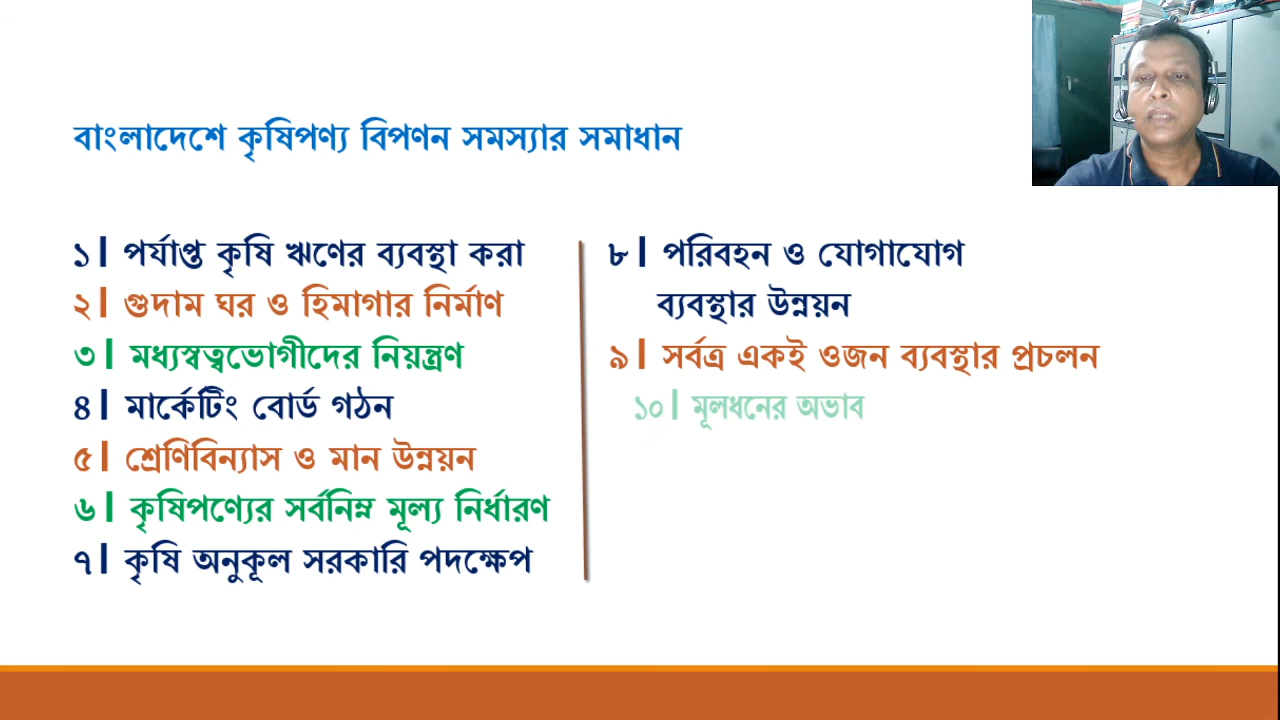 বাংলাদেশে কৃষিপণ্য বিপণন সমস্যার সমাধান
১। পর্যাপ্ত কৃষি ঋণের ব্যবস্থা করা
২। গুদাম ঘর ও হিমাগার নির্মাণ
৩। মধ্যস্বত্বভোগীদের নিয়ন্ত্রণ
৪। মার্কেটিং বোর্ড গঠন
৫। শ্রেণিবিন্যাস ও মান উন্নয়ন
৬। কৃষিপণ্যের সর্বনিম্ন মূল্য নির্ধারণ
৭। কৃষি অনুকূল সরকারি পদক্ষেপ
৮। পরিবহন ও যোগাযোগ
ব্যবস্থার উন্নয়ন
৯। সর্বত্র একই ওজন ব্যবস্থার প্রচলন
১০। মূলধনের অভাব